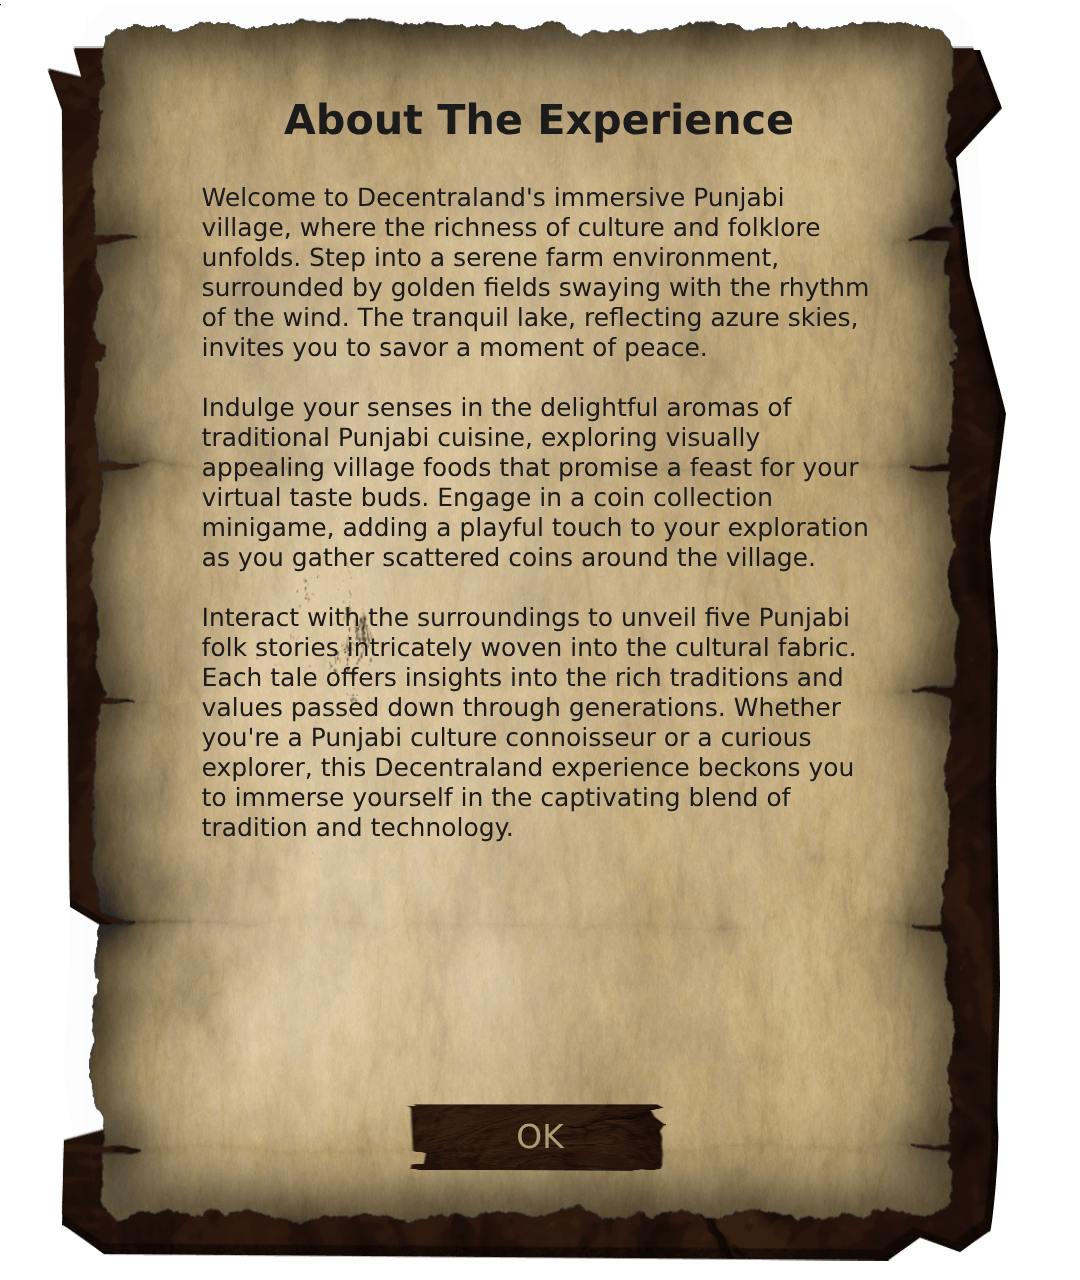 About The Experience
Welcome to Decentraland's immersive Punjabi
village, where the richness of culture and folklore
unfolds. Step into a serene farm environment,
surrounded by golden fields swaying with the rhythm
of the wind. The tranquil lake, reflecting azure skies,
invites you to savor a moment of peace.
Indulge your senses in the delightful aromas of
traditional Punjabi cuisine, exploring visually
appealing village foods that promise a feast for your
virtual taste buds. Engage in a coin collection
minigame, adding a playful touch to your exploration
as you gather scattered coins around the village.
Interact with the surroundings to unveil five Punjabi
folk stories intricately woven into the cultural fabric.
Each tale offers insights into the rich traditions and
values passed down through generations. Whether
you're a Punjabi culture connoisseur or a curious
explorer, this Decentraland experience beckons you
to immerse yourself in the captivating blend of
tradition and technology.
OK